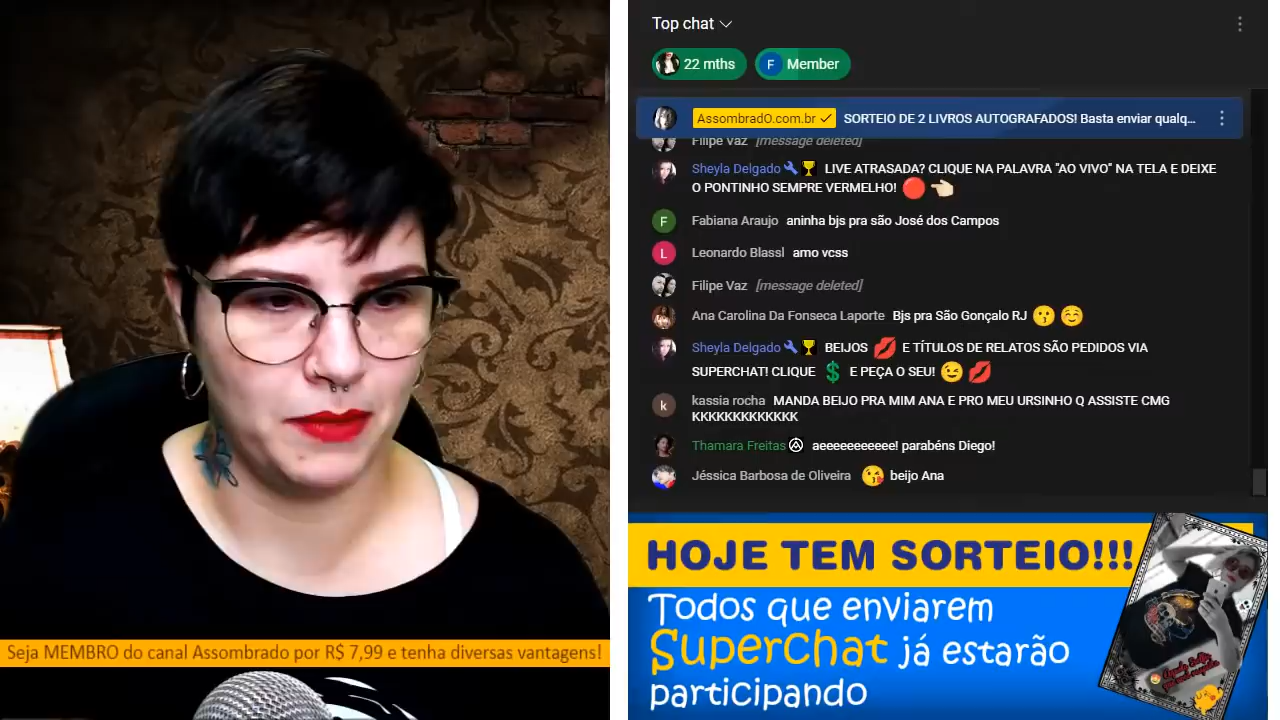 Top chat
22 mths
F Member
AssombradO.com.br SORTEIO DE 2 LIVROS AUTOGRAFADOS! Basta enviar qualq...
Filipe Vaz [message deleted]
Sheyla Delgado LIVE ATRASADA? CLIQUE NA PALAVRA "AO VIVO" NA TELA E DEIXE
O PONTINHO SEMPRE VERMELHO!
F Fabiana Araujo aninha bjs pra são José dos Campos
L Leonardo Blassl amo vcss
Filipe Vaz [message deleted]
Ana Carolina Da Fonseca Laporte Bjs pra São Gonçalo RJ
Sheyla Delgado BEIJOS E TÍTULOS DE RELATOS SÃO PEDIDOS VIA
SUPERCHAT! CLIQUE E PEÇA O SEU!
k kassia rocha MANDA BEIJO PRA MIM ANA E PRO MEU URSINHO Q ASSISTE CMG
KKKKKKKKKKKKK
Thamara Freitas aeeeeeeeeeee! parabéns Diego!
Jéssica Barbosa de Oliveira beijo Ana
HOJE TEM SORTEIO!!!
Todos que enviarem
Superchat já estarão
participando
Seja MEMBRO do canal Assombrado por R$ 7,99 e tenha diversas vantagens!